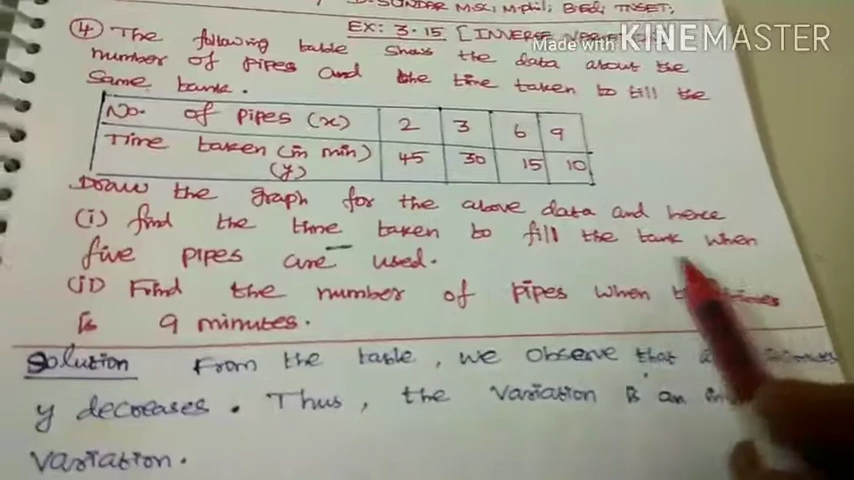 D. SUNDAR MSC, M.phil, B.Ed, TNSET;
EX: 3.15 [INVERSE
Made with KINEMASTER
④ The following table shows the data about the
number of pipes and the time taken to till the
Same tank.
No. of pipes (x) 2 3 6 9
Time taken (in min) (y) 45 30 15 10
Draw the graph for the above data and hence
(i) find the time taken to fill the tank when
five pipes are used.
(ii) Find the number of pipes when the times
is 9 minutes.
Solution From the table, we observe that
y decreases. Thus, the variation is an
variation.